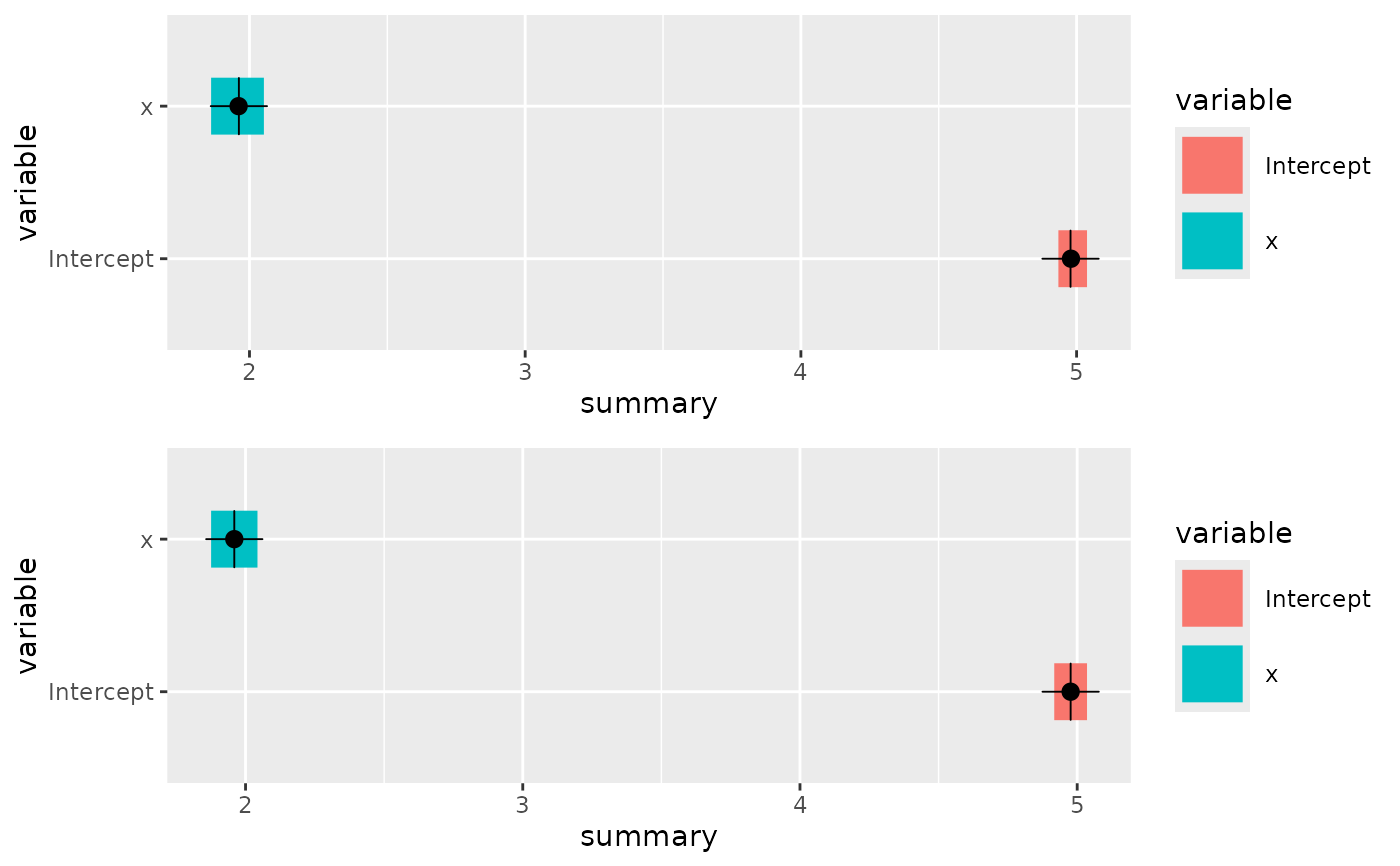 variable
x
Intercept
2
3
4
5
summary
variable
Intercept
x
variable
x
Intercept
2
3
4
5
summary
variable
Intercept
x